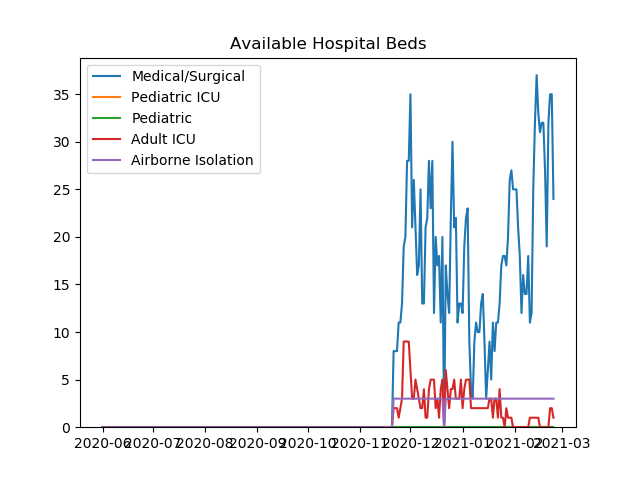 Available Hospital Beds
Medical/Surgical
Pediatric ICU
Pediatric
Adult ICU
Airborne Isolation
35
30
25
20
15
10
5
0
2020-06 2020-07 2020-08 2020-09 2020-10 2020-11 2020-12 2021-01 2021-02 2021-03